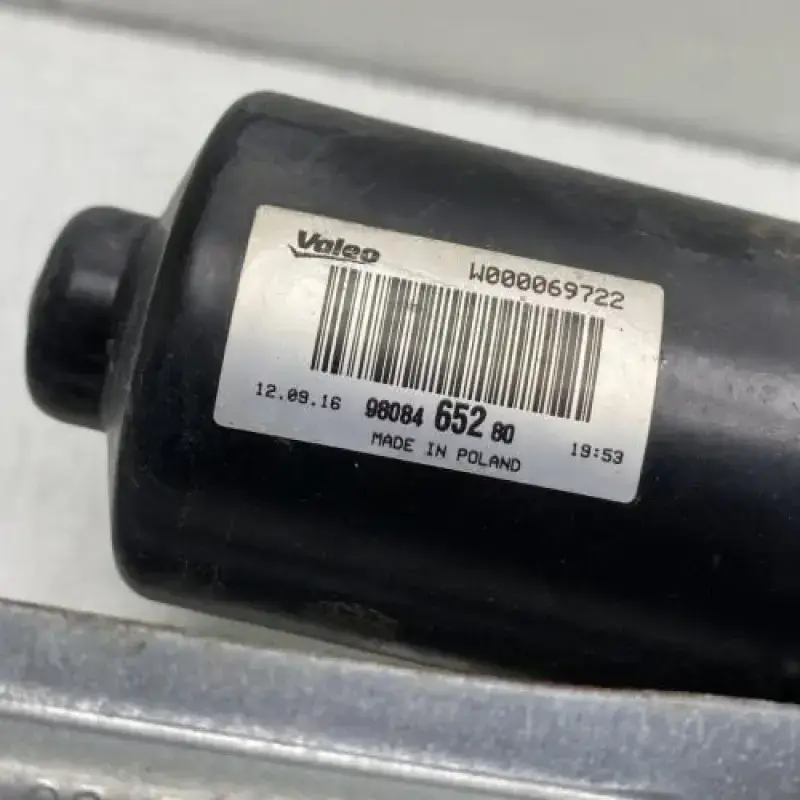 Valeo W000069722
12.09.16 98084 652 80 19:53
MADE IN POLAND